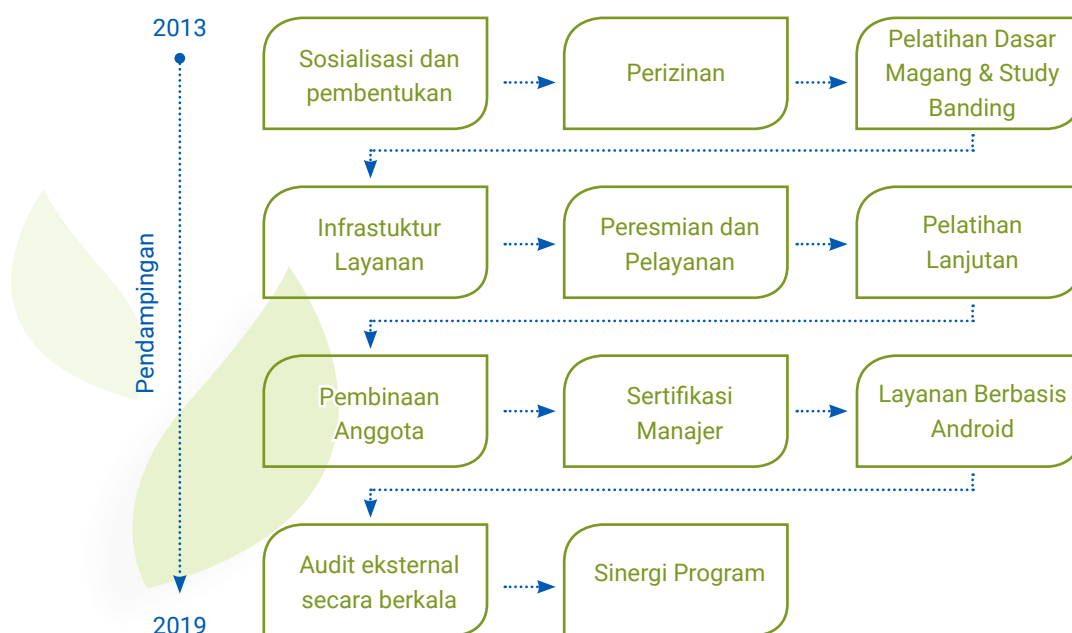 2013
Sosialisasi dan
pembentukan
Perizinan
Pelatihan Dasar
Magang & Study
Banding
Infrastuktur
Layanan
Peresmian dan
Pelayanan
Pelatihan
Lanjutan
Pendampingan
Pembinaan
Anggota
Sertifikasi
Manajer
Layanan Berbasis
Android
Audit eksternal
secara berkala
Sinergi Program
2019